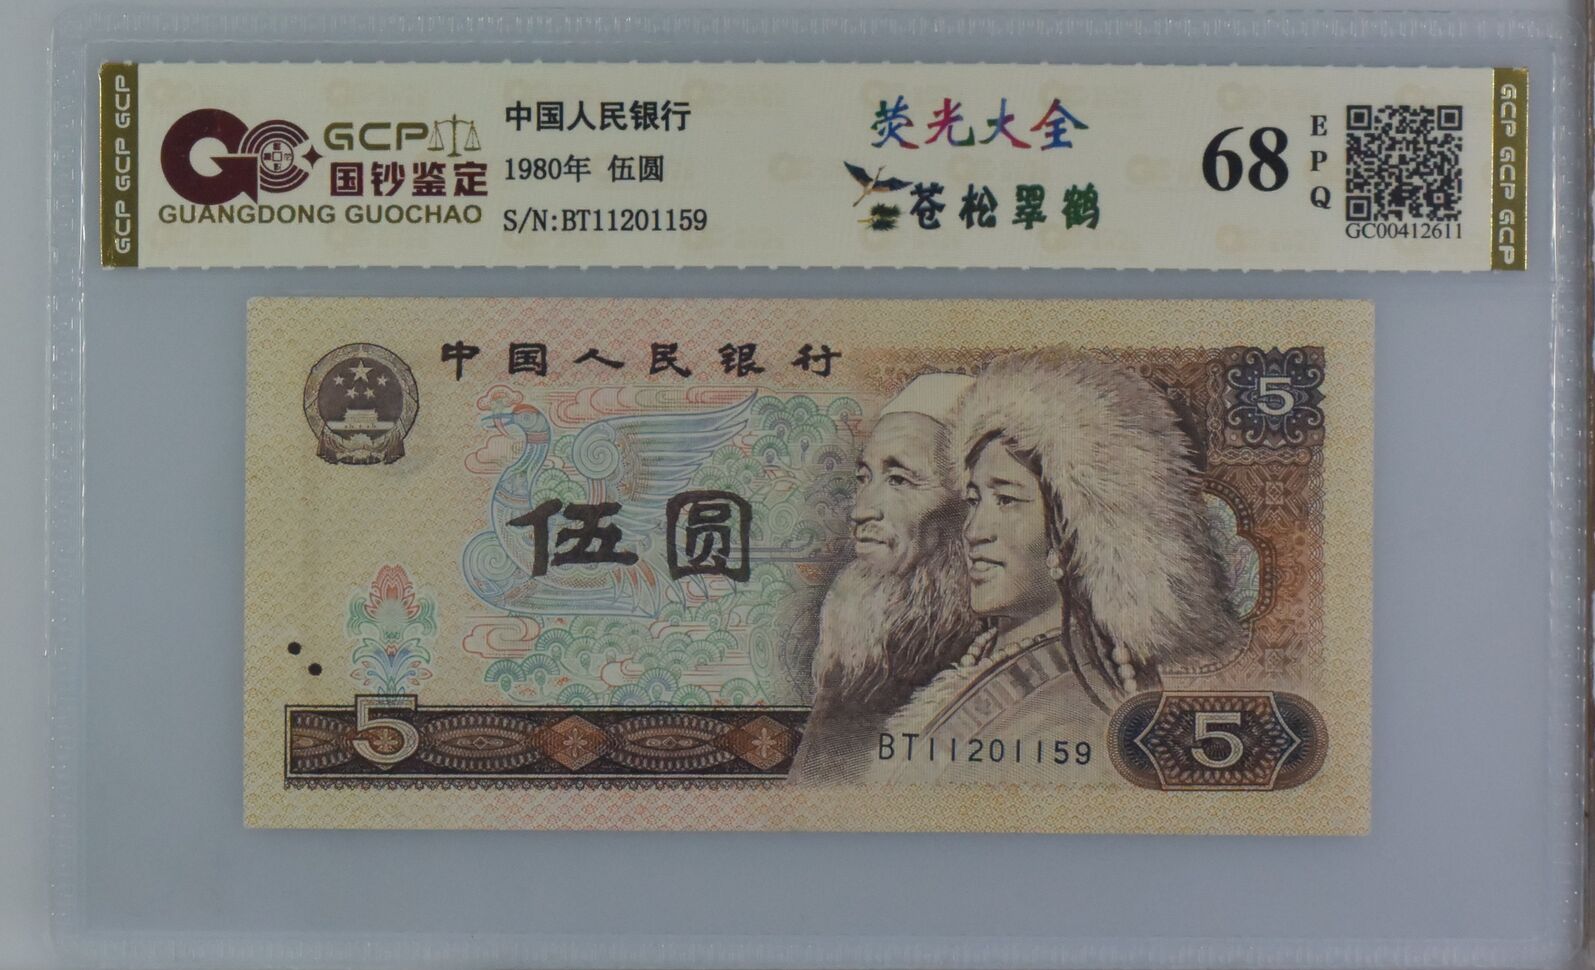 GCP GCP GCP
GCP
国钞鉴定
GUANGDONG GUOCHAO
中国人民银行
1980年 伍圆
S/N:BT11201159
荧光大全
苍松翠鹤
68
EPQ
GC00412611
GCP GCP GCP
中国人民银行
5
伍圆
5
BT11201159
5